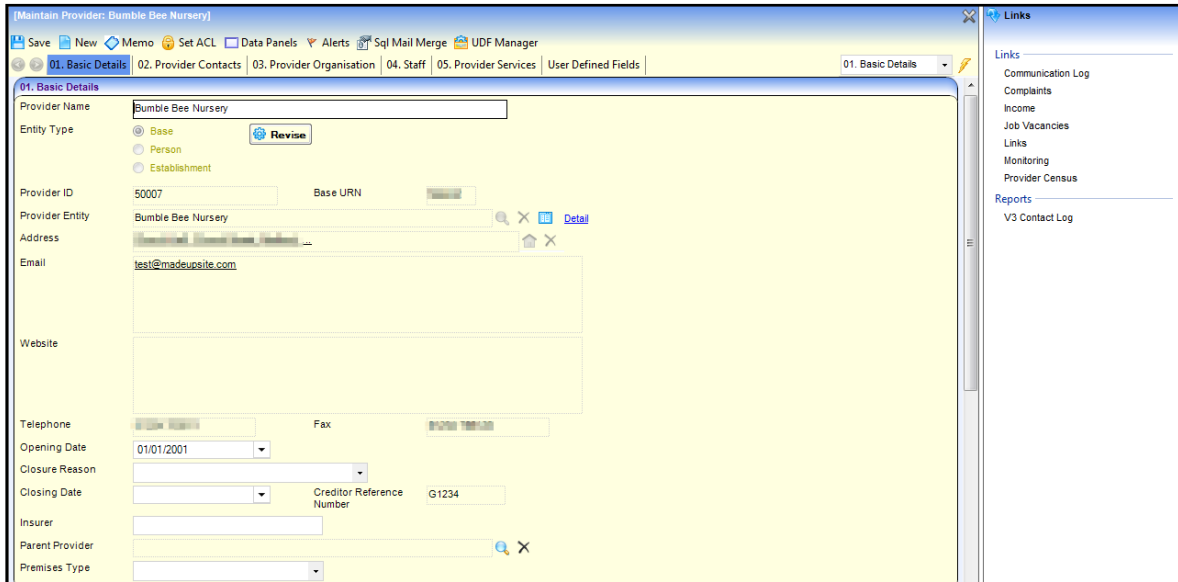 [Maintain Provider: Bumble Bee Nursery]
Save New Memo Set ACL Data Panels Alerts Sql Mail Merge UDF Manager
01. Basic Details 02. Provider Contacts 03. Provider Organisation 04. Staff 05. Provider Services User Defined Fields 01. Basic Details
01. Basic Details
Provider Name Bumble Bee Nursery
Entity Type Base Revise
Person
Establishment
Provider ID 50007 Base URN
Provider Entity Bumble Bee Nursery Detail
Address ...
Email test@madeupsite.com
Website
Telephone Fax
Opening Date 01/01/2001
Closure Reason
Closing Date Creditor Reference Number G1234
Insurer
Parent Provider
Premises Type
Links
Links
Communication Log
Complaints
Income
Job Vacancies
Links
Monitoring
Provider Census
Reports
V3 Contact Log